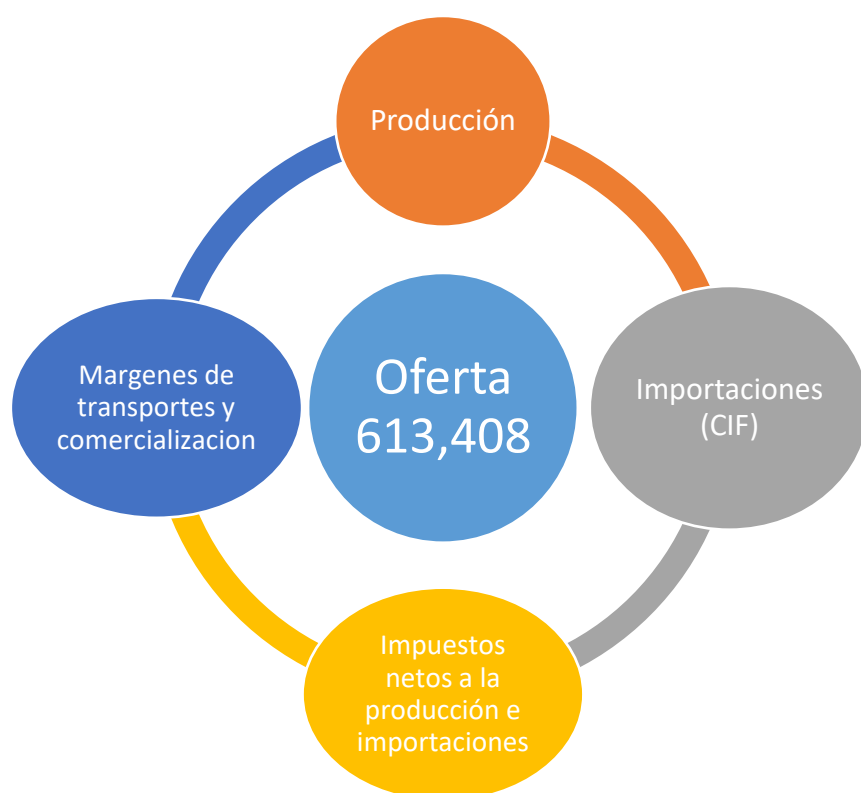 Producción
Margenes de
transportes y
comercializacion
Oferta
613,408
Importaciones
(CIF)
Impuestos
netos a la
producción e
importaciones